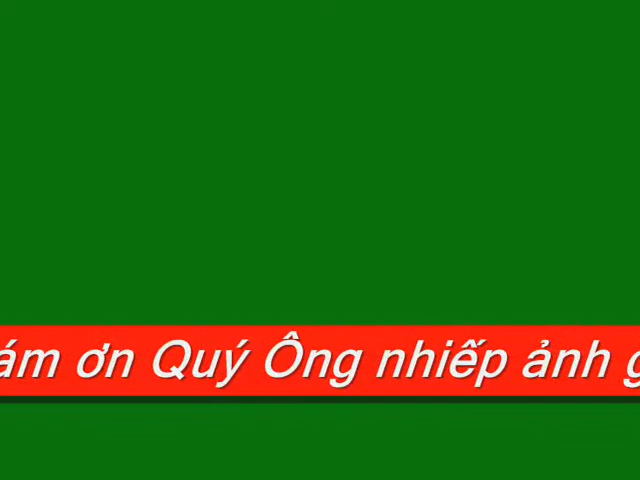 ám ơn Quý Ông nhiếp ảnh g